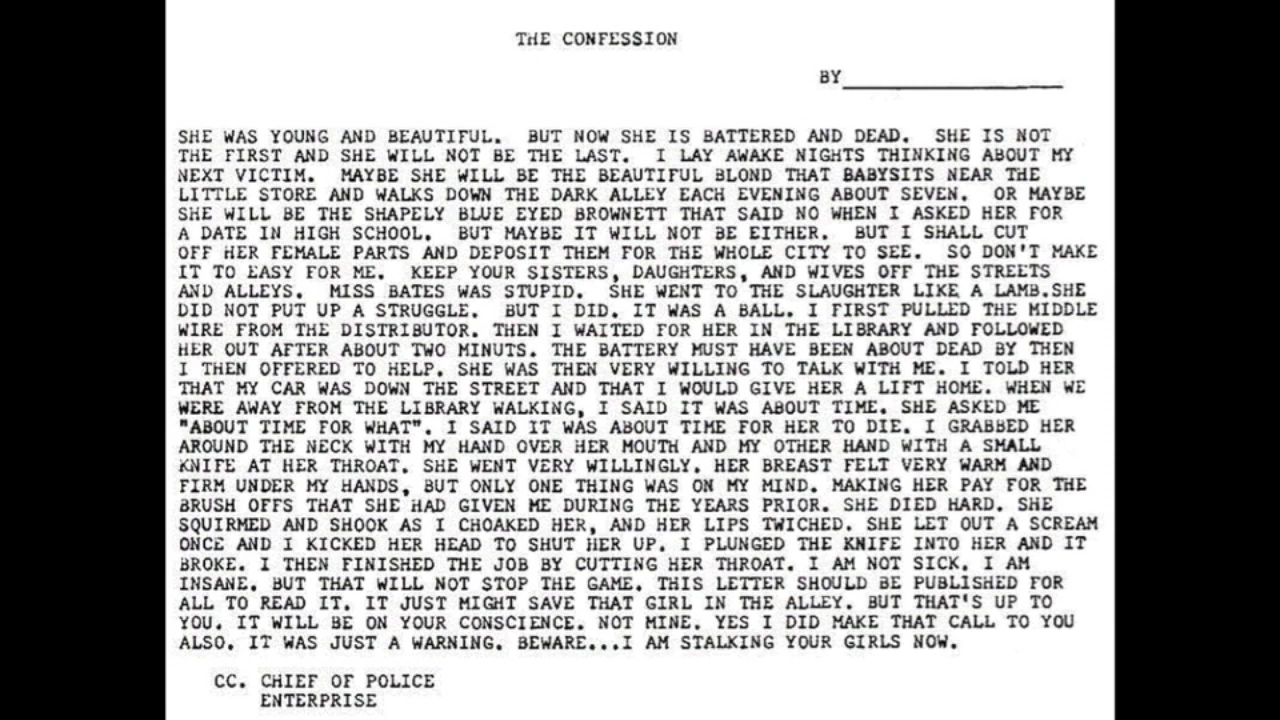 THE CONFESSION
BY____________________
SHE WAS YOUNG AND BEAUTIFUL. BUT NOW SHE IS BATTERED AND DEAD. SHE IS NOT
THE FIRST AND SHE WILL NOT BE THE LAST. I LAY AWAKE NIGHTS THINKING ABOUT MY
NEXT VICTIM. MAYBE SHE WILL BE THE BEAUTIFUL BLOND THAT BABYSITS NEAR THE
LITTLE STORE AND WALKS DOWN THE DARK ALLEY EACH EVENING ABOUT SEVEN. OR MAYBE
SHE WILL BE THE SHAPELY BLUE EYED BROWNETT THAT SAID NO WHEN I ASKED HER FOR
A DATE IN HIGH SCHOOL. BUT MAYBE IT WILL NOT BE EITHER. BUT I SHALL CUT
OFF HER FEMALE PARTS AND DEPOSIT THEM FOR THE WHOLE CITY TO SEE. SO DON'T MAKE
IT TO EASY FOR ME. KEEP YOUR SISTERS, DAUGHTERS, AND WIVES OFF THE STREETS
AND ALLEYS. MISS BATES WAS STUPID. SHE WENT TO THE SLAUGHTER LIKE A LAMB.SHE
DID NOT PUT UP A STRUGGLE. BUT I DID. IT WAS A BALL. I FIRST PULLED THE MIDDLE
WIRE FROM THE DISTRIBUTOR. THEN I WAITED FOR HER IN THE LIBRARY AND FOLLOWED
HER OUT AFTER ABOUT TWO MINUTS. THE BATTERY MUST HAVE BEEN ABOUT DEAD BY THEN
I THEN OFFERED TO HELP. SHE WAS THEN VERY WILLING TO TALK WITH ME. I TOLD HER
THAT MY CAR WAS DOWN THE STREET AND THAT I WOULD GIVE HER A LIFT HOME. WHEN WE
WERE AWAY FROM THE LIBRARY WALKING, I SAID IT WAS ABOUT TIME. SHE ASKED ME
"ABOUT TIME FOR WHAT". I SAID IT WAS ABOUT TIME FOR HER TO DIE. I GRABBED HER
AROUND THE NECK WITH MY HAND OVER HER MOUTH AND MY OTHER HAND WITH A SMALL
KNIFE AT HER THROAT. SHE WENT VERY WILLINGLY. HER BREAST FELT VERY WARM AND
FIRM UNDER MY HANDS, BUT ONLY ONE THING WAS ON MY MIND. MAKING HER PAY FOR THE
BRUSH OFFS THAT SHE HAD GIVEN ME DURING THE YEARS PRIOR. SHE DIED HARD. SHE
SQUIRMED AND SHOOK AS I CHOAKED HER, AND HER LIPS TWICHED. SHE LET OUT A SCREAM
ONCE AND I KICKED HER HEAD TO SHUT HER UP. I PLUNGED THE KNIFE INTO HER AND IT
BROKE. I THEN FINISHED THE JOB BY CUTTING HER THROAT. I AM NOT SICK. I AM
INSANE. BUT THAT WILL NOT STOP THE GAME. THIS LETTER SHOULD BE PUBLISHED FOR
ALL TO READ IT. IT JUST MIGHT SAVE THAT GIRL IN THE ALLEY. BUT THAT'S UP TO
YOU. IT WILL BE ON YOUR CONSCIENCE. NOT MINE. YES I DID MAKE THAT CALL TO YOU
ALSO. IT WAS JUST A WARNING. BEWARE...I AM STALKING YOUR GIRLS NOW.
CC. CHIEF OF POLICE
ENTERPRISE